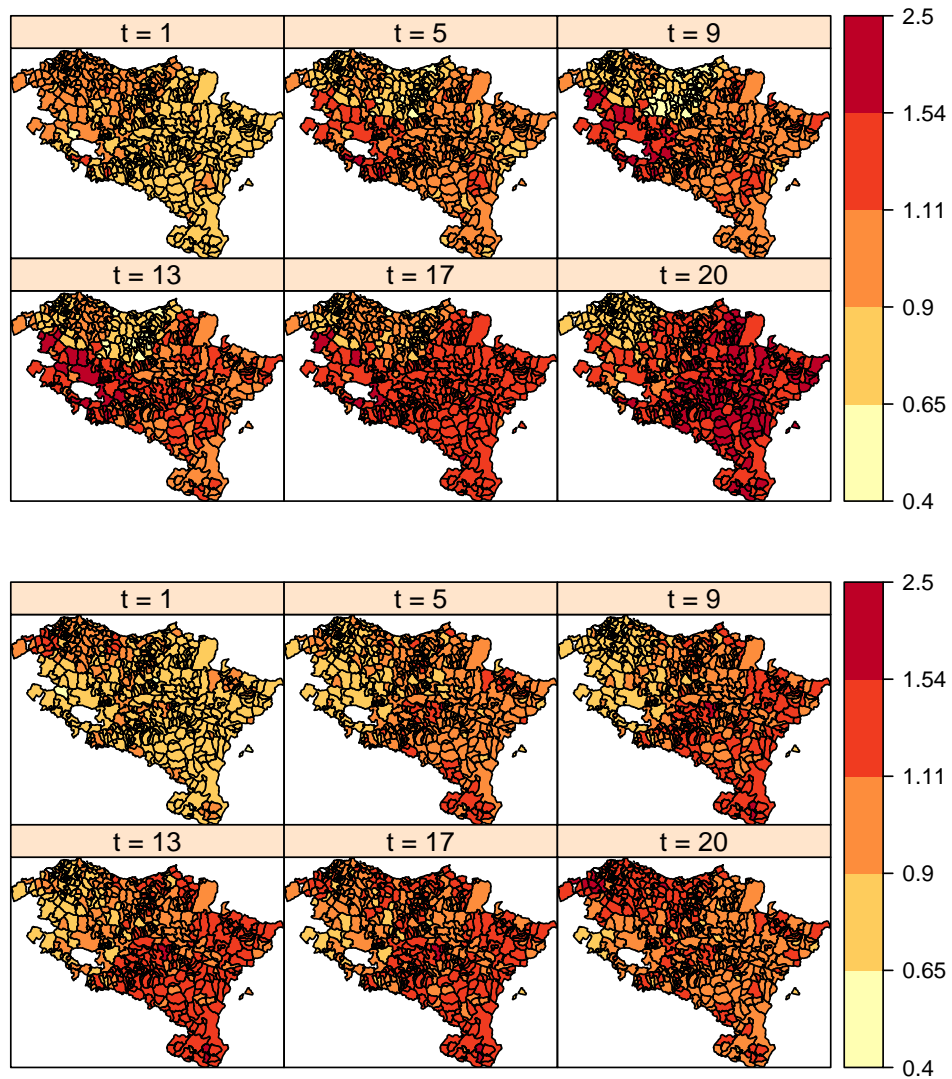 t = 1
t = 5
t = 9
t = 13
t = 17
t = 20
2.5
1.54
1.11
0.9
0.65
0.4
t = 1
t = 5
t = 9
t = 13
t = 17
t = 20
2.5
1.54
1.11
0.9
0.65
0.4